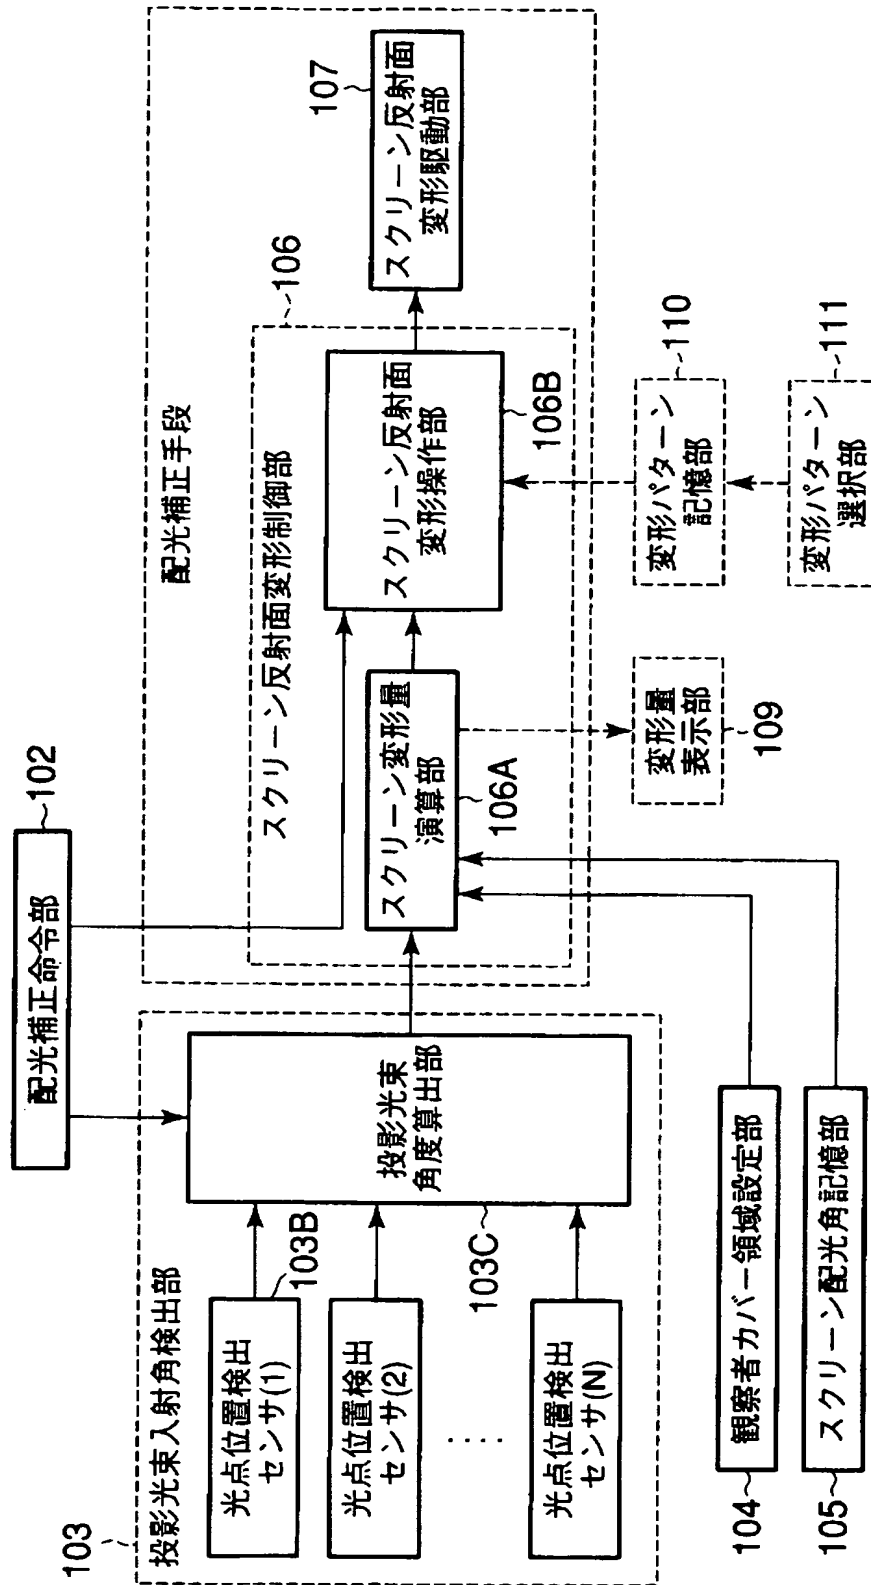 102
配光補正命令部
103
投影光束入射角検出部
光点位置検出
センサ(1)
103B
光点位置検出
センサ(2)
‥‥
光点位置検出
センサ(N)
投影光束
角度算出部
103C
配光補正手段
スクリーン反射面変形制御部
106
スクリーン変形量
演算部
106A
スクリーン反射面
変形操作部
106B
107
スクリーン反射面
変形駆動部
104
観察者カバー領域設定部
105
スクリーン配光角記憶部
変形量
表示部
109
変形パターン
記憶部
110
変形パターン
選択部
111